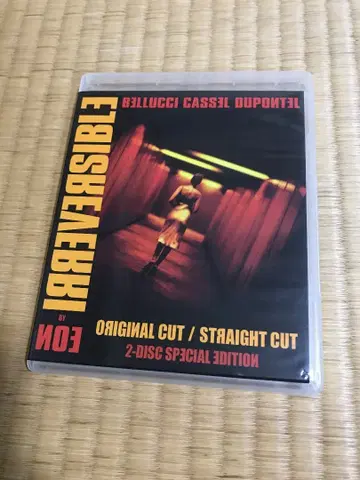 BELLUCCI CASSEL DUPONTEL
IRREVERSIBLE
BY
NOE
ORIGINAL CUT / STRAIGHT CUT
2-DISC SPECIAL EDITION